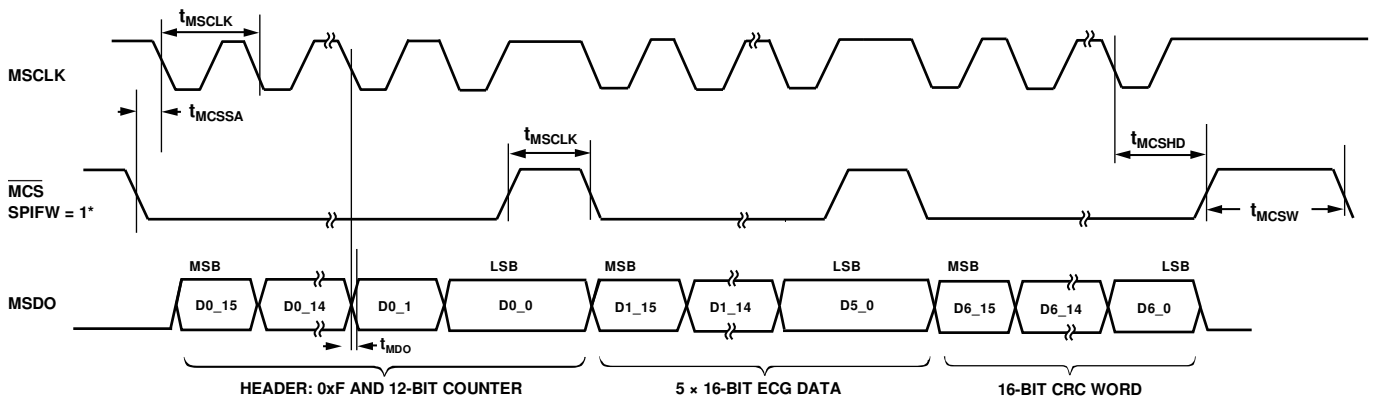 tMSCLK
MSCLK
tMCSSA
tMSCLK
tMCSHD
MCS
SPIFW = 1*
tMCSW
MSB LSB MSB LSB MSB LSB
MSDO D0_15 D0_14 D0_1 D0_0 D1_15 D1_14 D5_0 D6_15 D6_14 D6_0
tMDO
HEADER: 0xF AND 12-BIT COUNTER 5 × 16-BIT ECG DATA 16-BIT CRC WORD